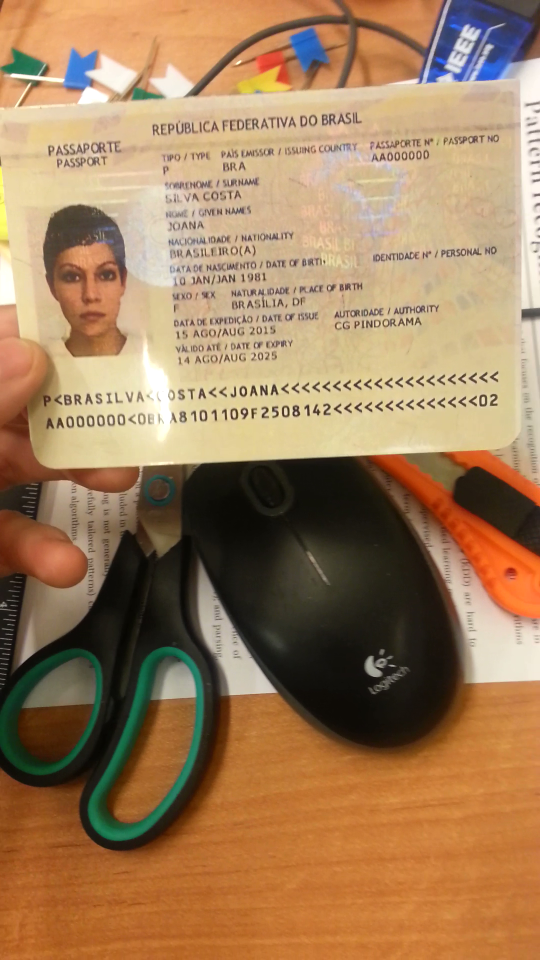 IEEE
REPÚBLICA FEDERATIVA DO BRASIL
PASSAPORTE
PASSPORT
TIPO / TYPE PAÍS EMISSOR / ISSUING COUNTRY PASSAPORTE Nº / PASSPORT NO
P BRA AA000000
SOBRENOME / SURNAME
SILVA COSTA
NOME / GIVEN NAMES
JOANA
NACIONALIDADE / NATIONALITY
BRASILEIRO(A)
DATA DE NASCIMENTO / DATE OF BIRTH IDENTIDADE Nº / PERSONAL NO
10 JAN/JAN 1981
SEXO / SEX NATURALIDADE / PLACE OF BIRTH
F BRASÍLIA, DF
DATA DE EXPEDIÇÃO / DATE OF ISSUE AUTORIDADE / AUTHORITY
15 AGO/AUG 2015 CG PINDORAMA
VÁLIDO ATÉ / DATE OF EXPIRY
14 AGO/AUG 2025
P<BRASILVA<COSTA<<JOANA<<<<<<<<<<<<<<<<<<<<<
AA000000<0BRA8101109F2508142<<<<<<<<<<<<<<02
Pattern recog
Logitech